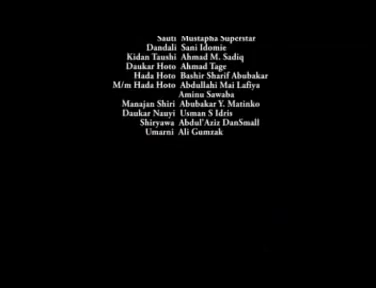 Sauti Mustapha Superstar
Dandali Sani Idomie
Kidan Taushi Ahmad M. Sadiq
Daukar Hoto Ahmad Tage
Hada Hoto Bashir Sharif Abubakar
M/m Hada Hoto Abdullahi Mai Lafiya
Aminu Sawaba
Manajan Shiri Abubakar Y. Matinko
Daukar Nauyi Usman S Idris
Shiryawa Abdul'Aziz DanSmall
Umarni Ali Gumzak